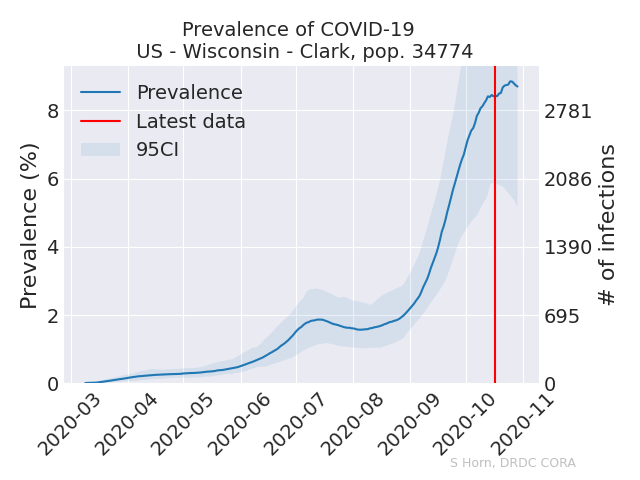 Prevalence of COVID-19
US - Wisconsin - Clark, pop. 34774
Prevalence
Latest data
95CI
Prevalence (%)
8
6
4
2
0
2781
2086
1390
695
0
# of infections
2020-03
2020-04
2020-05
2020-06
2020-07
2020-08
2020-09
2020-10
2020-11
S Horn, DRDC CORA